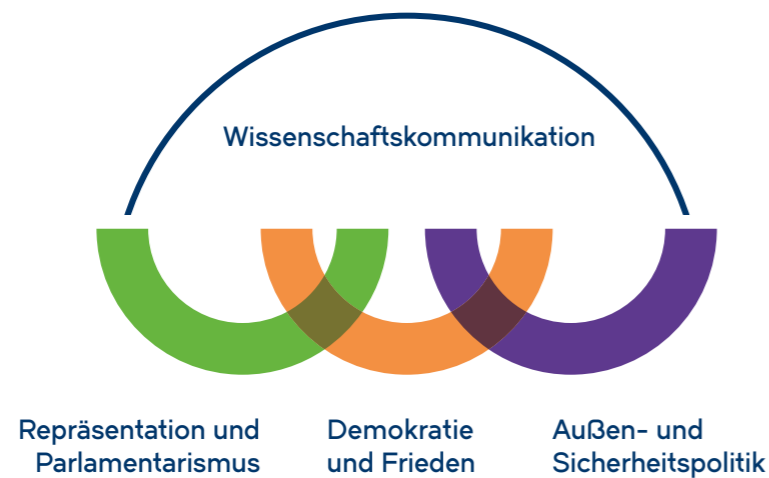 Wissenschaftskommunikation
Repräsentation und
Parlamentarismus
Demokratie
und Frieden
Außen- und
Sicherheitspolitik